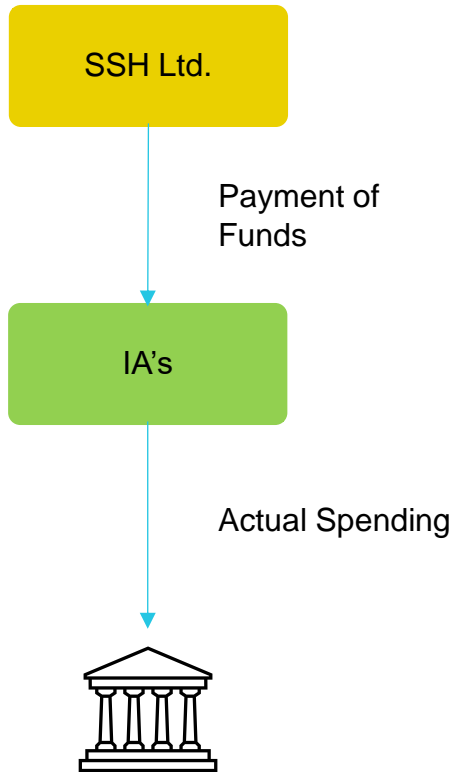 SSH Ltd.
Payment of
Funds
IA's
Actual Spending